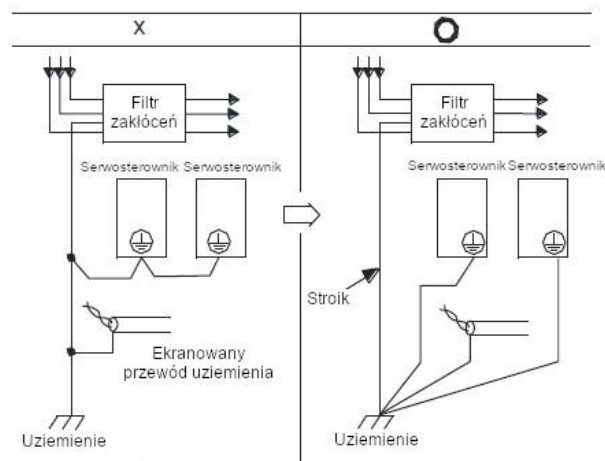 X
O
Filtr
zakłóceń
Filtr
zakłóceń
Serwosterownik Serwosterownik
Serwosterownik Serwosterownik
Stroik
Ekranowany
przewód uziemienia
Uziemienie
Uziemienie